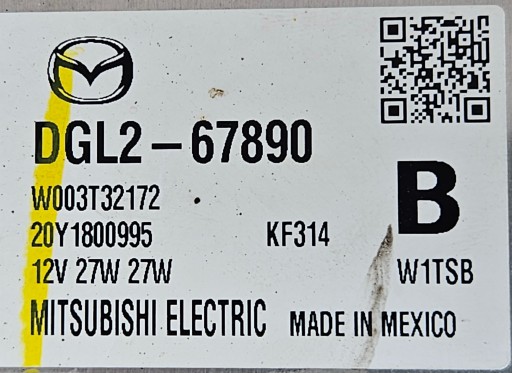 DGL2-67890
W003T32172
B
20Y1800995 KF314
12V 27W 27W W1TSB
MITSUBISHI ELECTRIC MADE IN MEXICO